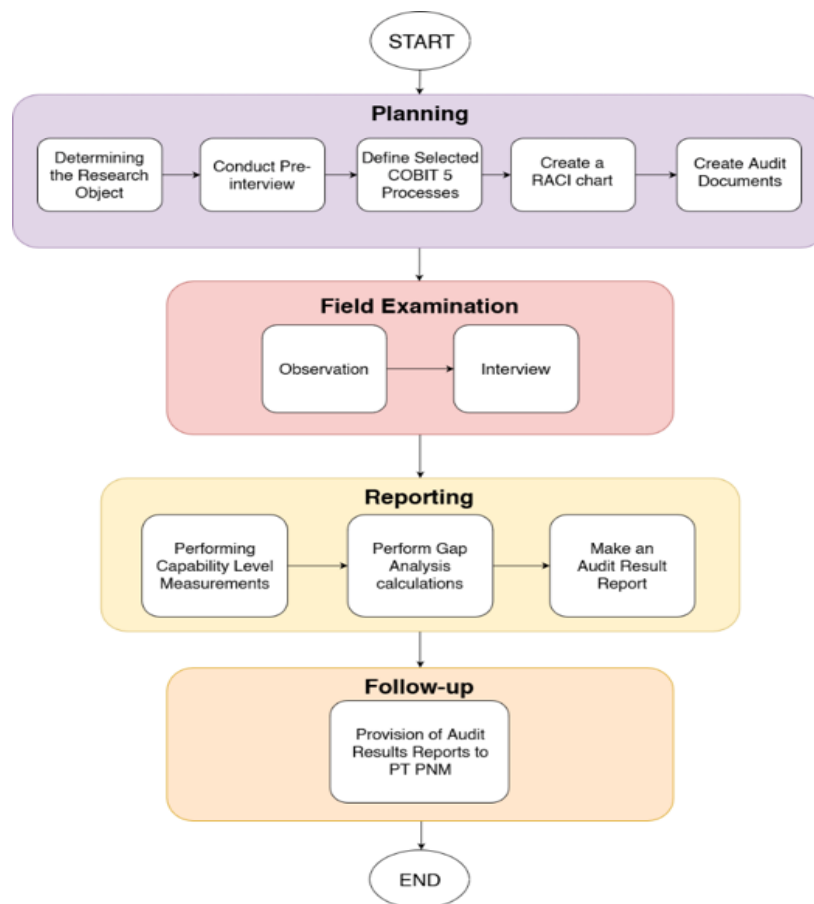 START
Planning
Determining
the Research
Object
Conduct Pre-
interview
Define Selected
COBIT 5
Processes
Create a
RACI chart
Create Audit
Documents
Field Examination
Observation
Interview
Reporting
Performing
Capability Level
Measurements
Perform Gap
Analysis
calculations
Make an
Audit Result
Report
Follow-up
Provision of Audit
Results Reports to
PT PNM
END